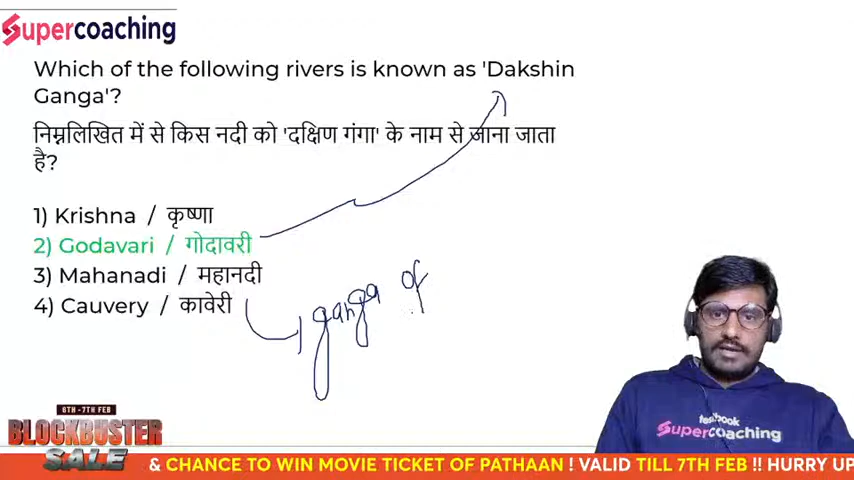 Supercoaching
Which of the following rivers is known as 'Dakshin
Ganga'?
निम्नलिखित में से किस नदी को 'दक्षिण गंगा' के नाम से जाना जाता
है?
1) Krishna / कृष्णा
2) Godavari / गोदावरी
3) Mahanadi / महानदी
4) Cauvery / कावेरी
ganga of
testbook
Supercoaching
6TH -7TH FEB
BLOCKBUSTER
SALE
& CHANCE TO WIN MOVIE TICKET OF PATHAAN ! VALID TILL 7TH FEB !! HURRY UP